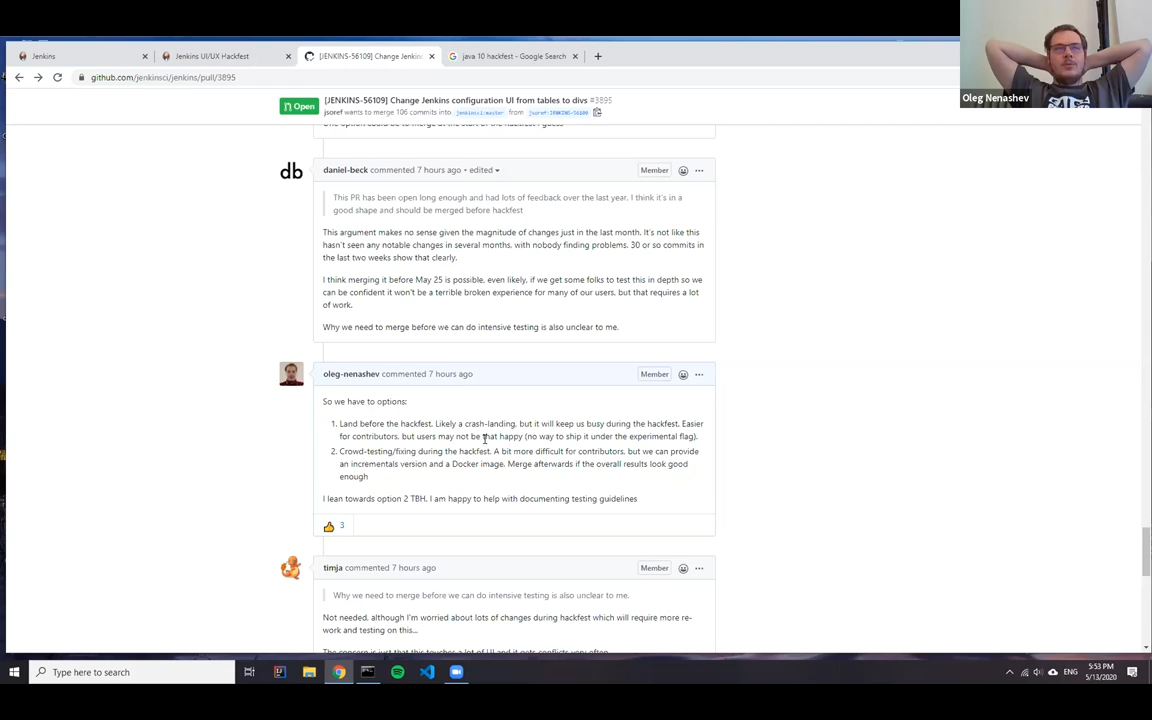 Jenkins
Jenkins UI/UX Hackfest
[JENKINS-56109] Change Jenkins
java 10 hackfest - Google Search
github.com/jenkinsci/jenkins/pull/3895
Oleg Nenashev
Open
[JENKINS-56109] Change Jenkins configuration UI from tables to divs #3895
jsoref wants to merge 106 commits into jenkinsci:master from jsoref:JENKINS-56109
daniel-beck commented 7 hours ago • edited
Member
This PR has been open long enough and had lots of feedback over the last year. I think it's in a
good shape and should be merged before hackfest
This argument makes no sense given the magnitude of changes just in the last month. It's not like this
hasn't seen any notable changes in several months, with nobody finding problems. 30 or so commits in
the last two weeks show that clearly.
I think merging it before May 25 is possible, even likely, if we get some folks to test this in depth so we
can be confident it won't be a terrible broken experience for many of our users, but that requires a lot
of work.
Why we need to merge before we can do intensive testing is also unclear to me.
oleg-nenashev commented 7 hours ago
Member
So we have to options:
1. Land before the hackfest. Likely a crash-landing, but it will keep us busy during the hackfest. Easier
for contributors, but users may not be that happy (no way to ship it under the experimental flag).
2. Crowd-testing/fixing during the hackfest. A bit more difficult for contributors, but we can provide
an incrementals version and a Docker image. Merge afterwards if the overall results look good
enough
I lean towards option 2 TBH. I am happy to help with documenting testing guidelines
3
timja commented 7 hours ago
Member
Why we need to merge before we can do intensive testing is also unclear to me.
Not needed, although I'm worried about lots of changes during hackfest which will require more re-
work and testing on this...
Type here to search
ENG
5:53 PM
5/13/2020